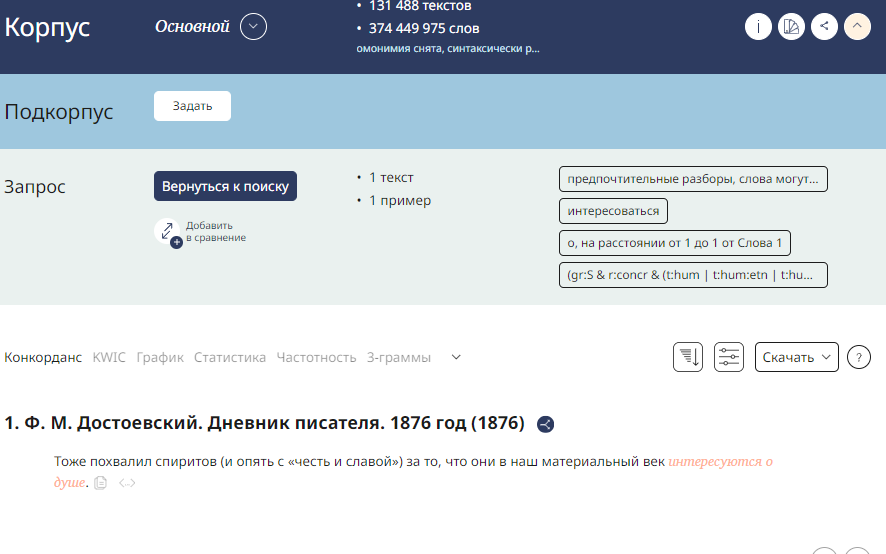 Корпус
Основной
• 131 488 текстов
• 374 449 975 слов
омонимия снята, синтаксически р...
i
Подкорпус
Задать
Запрос
Вернуться к поиску
Добавить
в сравнение
• 1 текст
• 1 пример
предпочтительные разборы, слова могут...
интересоваться
о, на расстоянии от 1 до 1 от Слова 1
(gr:S & r:concr & (t:hum | t:hum:etn | t:hu...
Конкорданс KWIC График Статистика Частотность 3-граммы
Скачать
?
1. Ф. М. Достоевский. Дневник писателя. 1876 год (1876)
Тоже похвалил спиритов (и опять с «честь и славой») за то, что они в наш материальный век интересуются о
душе.